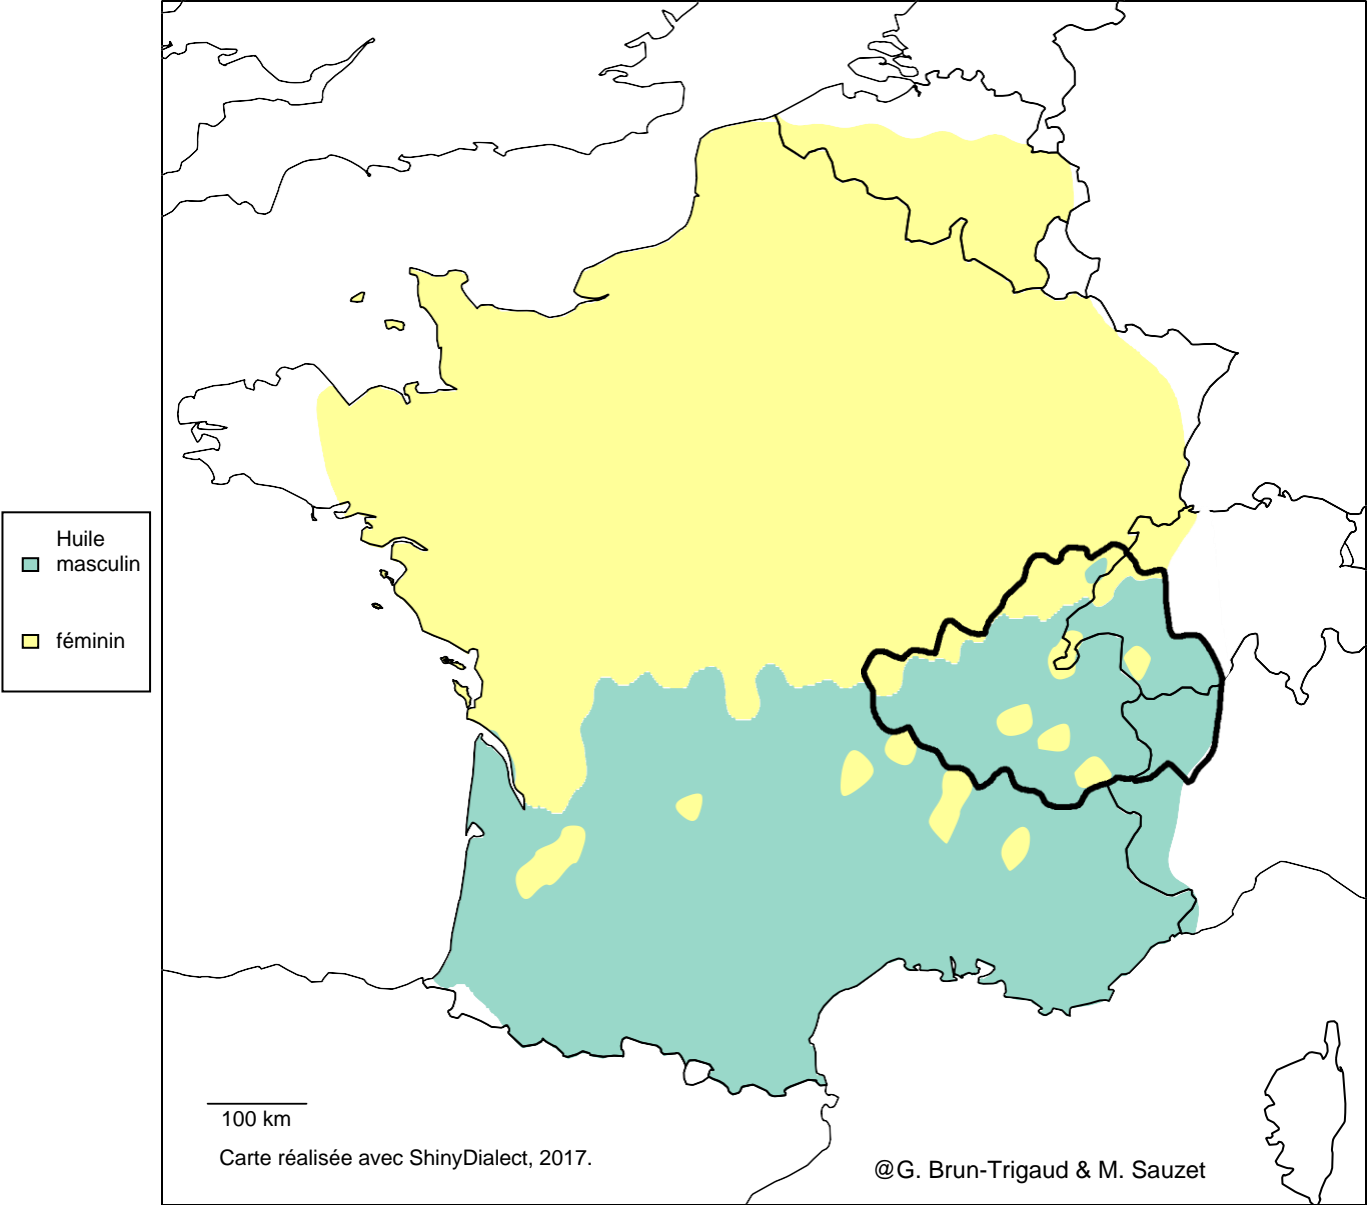 Huile
masculin
féminin
100 km
Carte réalisée avec ShinyDialect, 2017.
@G. Brun-Trigaud & M. Sauzet